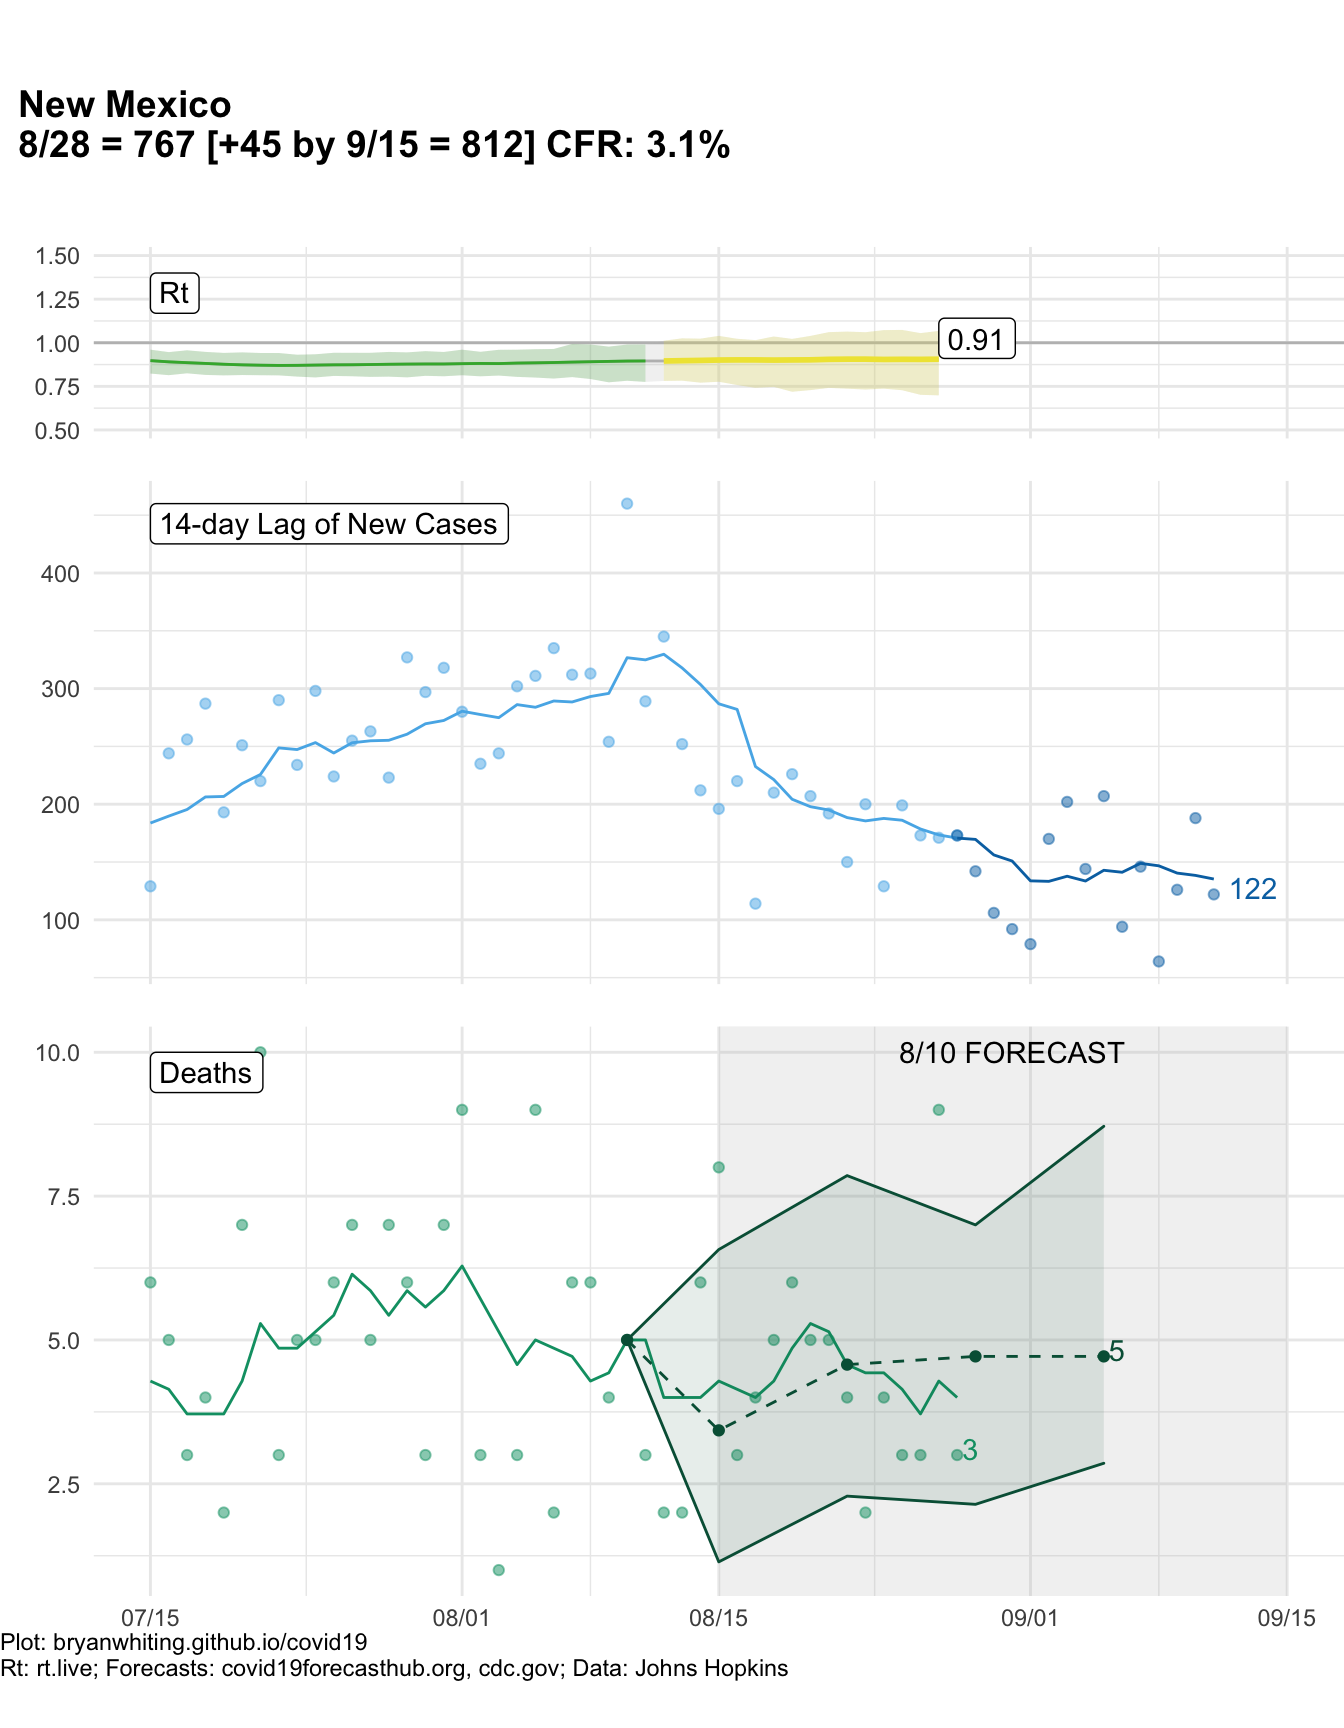 New Mexico
8/28 = 767 [+45 by 9/15 = 812] CFR: 3.1%
1.50
Rt
1.25
1.00
0.91
0.75
0.50
14-day Lag of New Cases
400
300
200
122
100
8/10 FORECAST
10.0
Deaths
7.5
5.0
5
3
2.5
07/15 08/01 08/15 09/01 09/15
Plot: bryanwhiting.github.io/covid19
Rt: rt.live; Forecasts: covid19forecasthub.org, cdc.gov; Data: Johns Hopkins